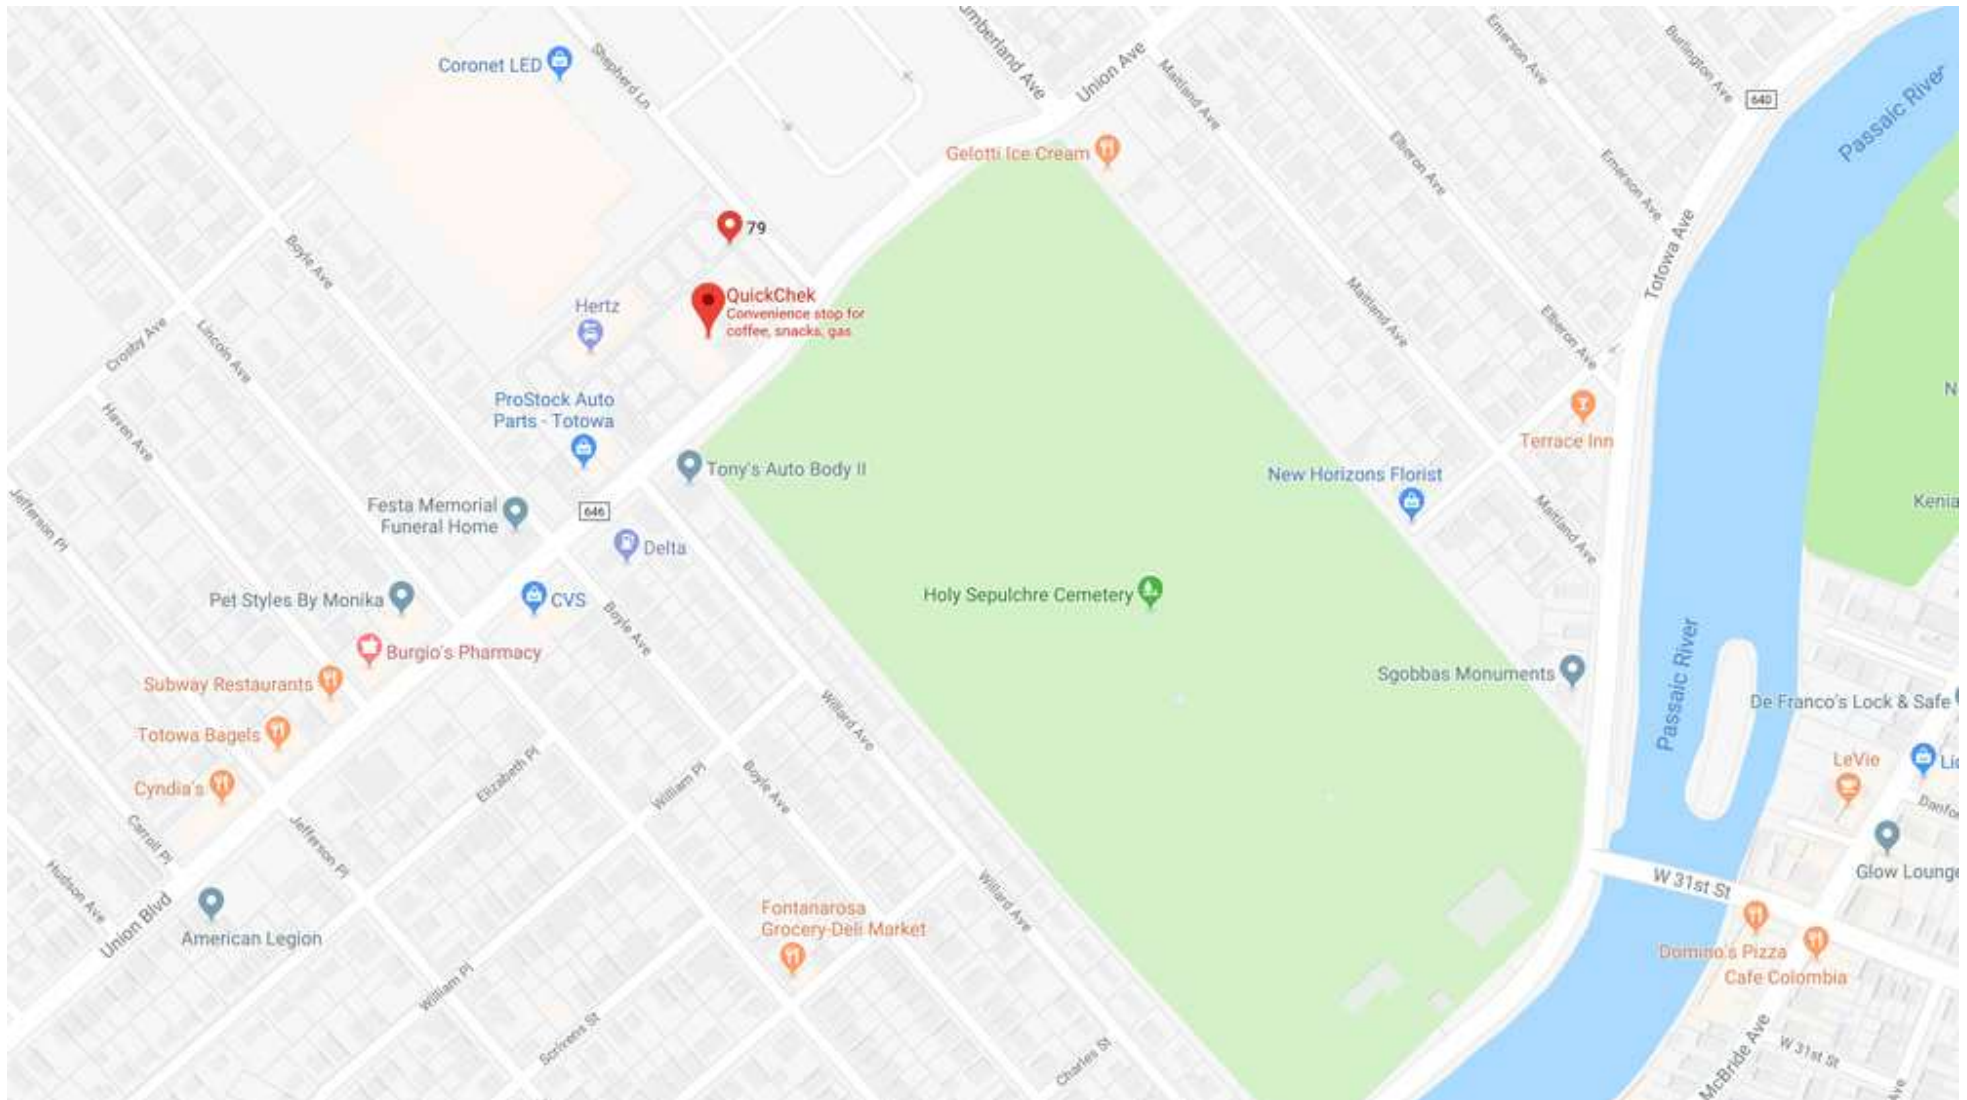 Coronet LED
Shepherd Ln
Union Ave
Maitland Ave
Emerson Ave
Burlington Ave
640
Passaic River
Gelotti Ice Cream
Elberon Ave
Emerson Ave
Totowa Ave
79
QuickChek
Convenience stop for
coffee, snacks, gas
Boyle Ave
Hertz
Maitland Ave
Elberon Ave
Crosby Ave
Lincoln Ave
ProStock Auto
Parts - Totowa
Haven Ave
Terrace Inn
Tony's Auto Body II
New Horizons Florist
Jefferson Pl
Festa Memorial
Funeral Home
646
Maitland Ave
Delta
Pet Styles By Monika
CVS
Boyle Ave
Holy Sepulchre Cemetery
Burgio's Pharmacy
Passaic River
Sgobbas Monuments
Subway Restaurants
Willard Ave
De Franco's Lock & Safe
Totowa Bagels
LeVie
Elizabeth Pl
William Pl
Boyle Ave
Cyndia's
Carroll Pl
Jefferson Pl
Glow Lounge
Hudson Ave
Union Blvd
American Legion
W 31st St
Willard Ave
Fontanarosa
Grocery-Deli Market
Domino's Pizza
Cafe Colombia
William Pl
Scrivens St
Charles St
McBride Ave
W 31st St